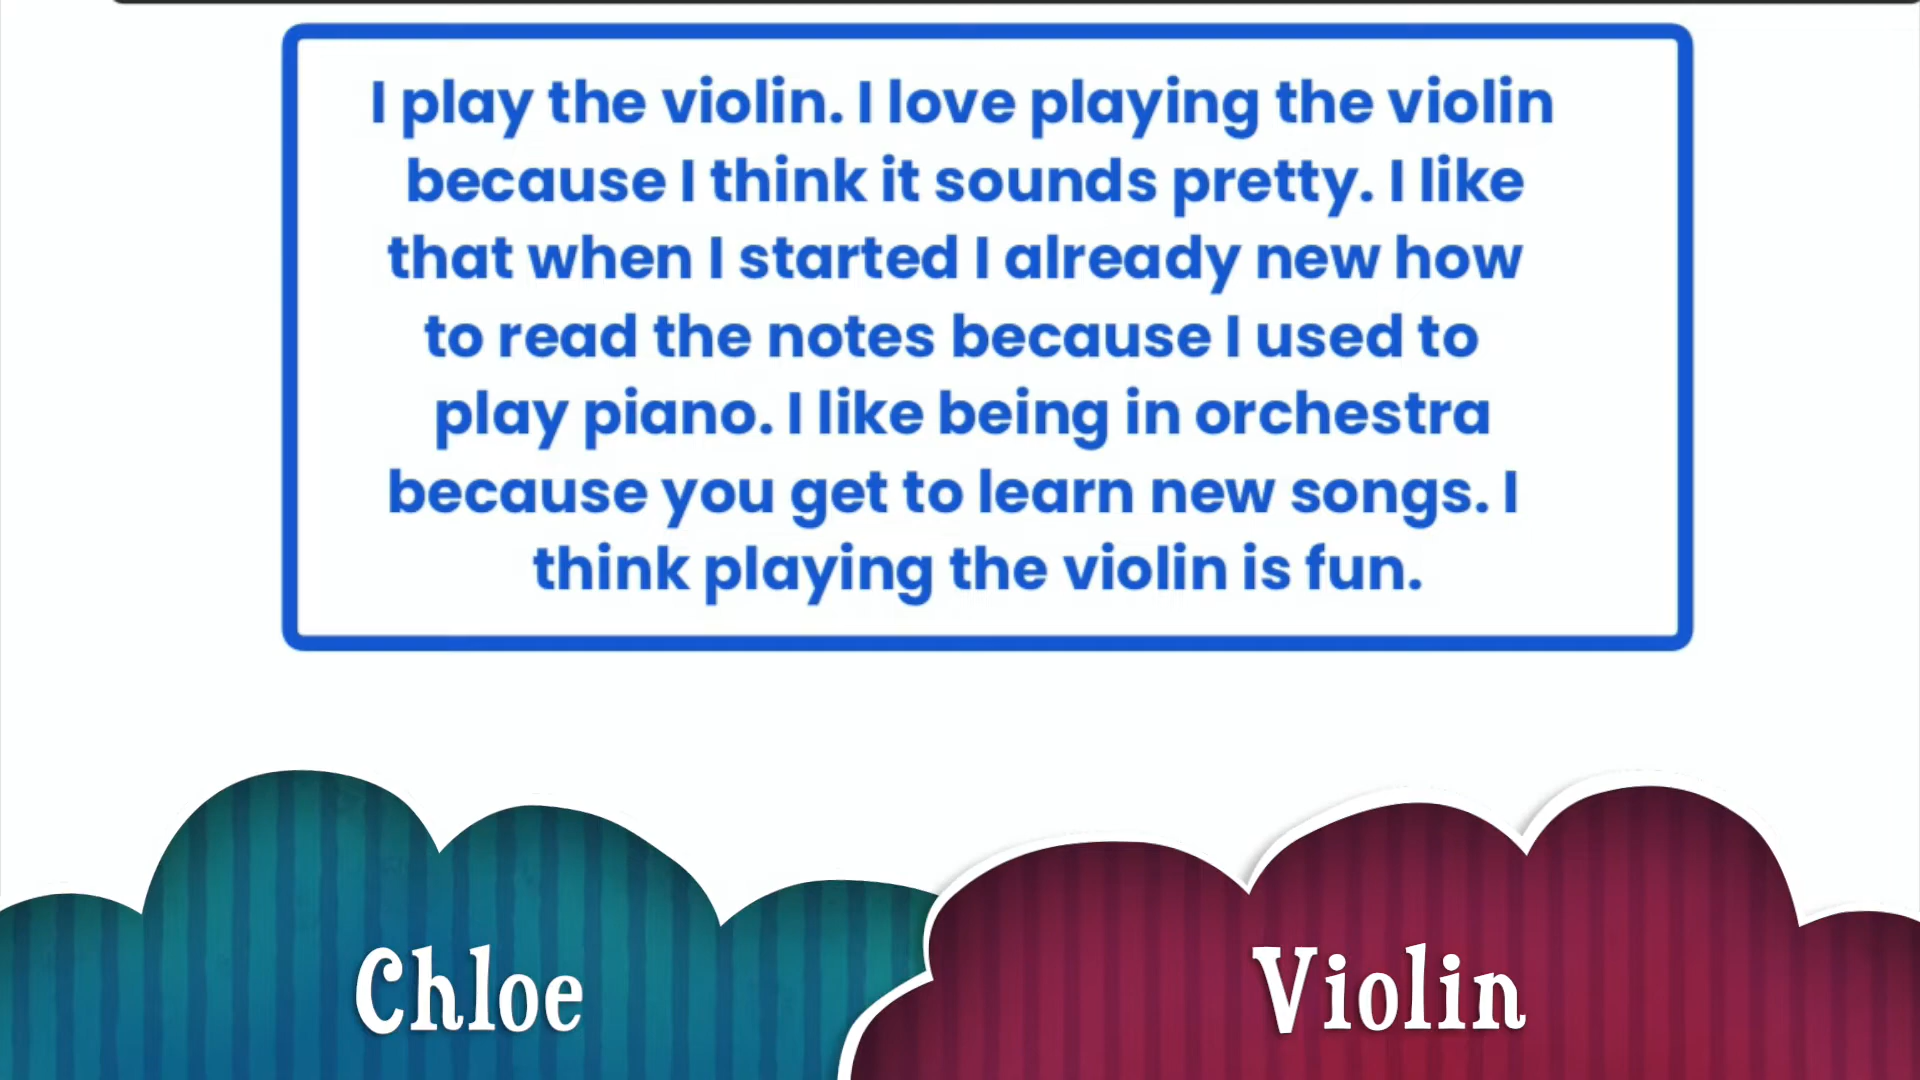 I play the violin. I love playing the violin
because I think it sounds pretty. I like
that when I started I already new how
to read the notes because I used to
play piano. I like being in orchestra
because you get to learn new songs. I
think playing the violin is fun.
Chloe
Violin